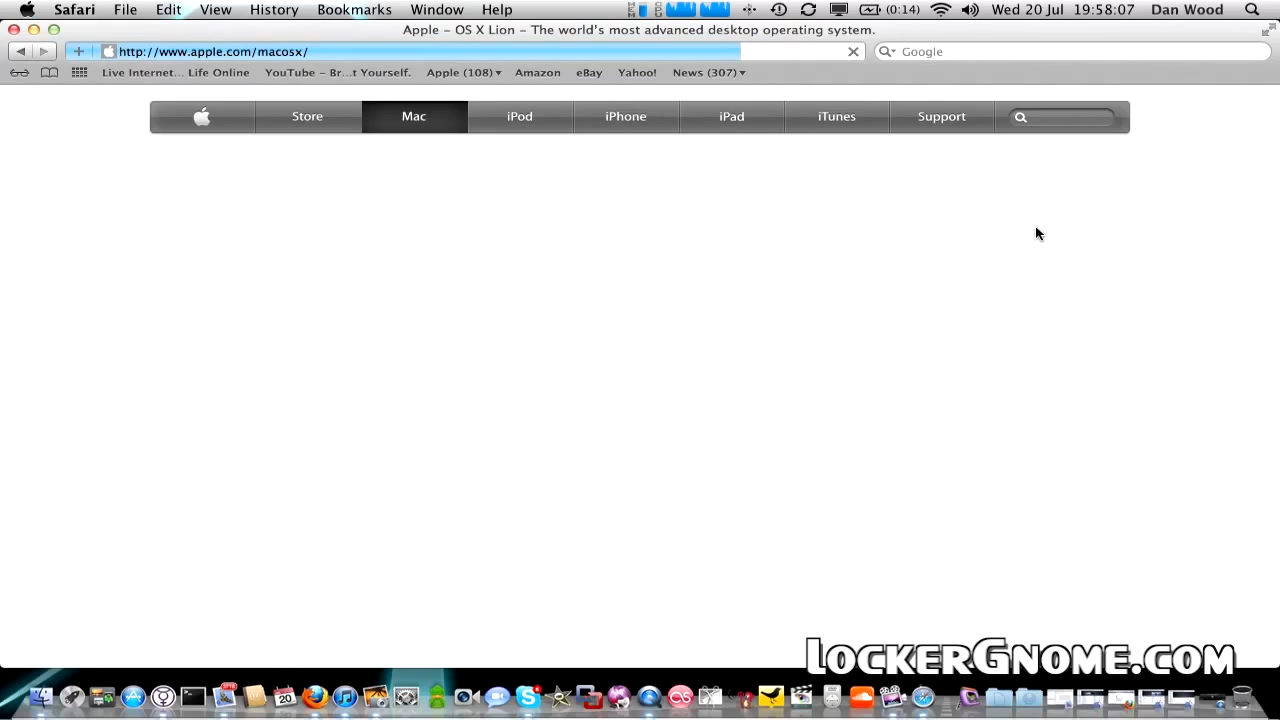 Safari File Edit View History Bookmarks Window Help (0:14) Wed 20 Jul 19:58:07 Dan Wood
Apple – OS X Lion – The world's most advanced desktop operating system.
http://www.apple.com/macosx/ Google
Live Internet... Life Online YouTube – Br...t Yourself. Apple (108) Amazon eBay Yahoo! News (307)
Store Mac iPod iPhone iPad iTunes Support
LockerGnome.com
20